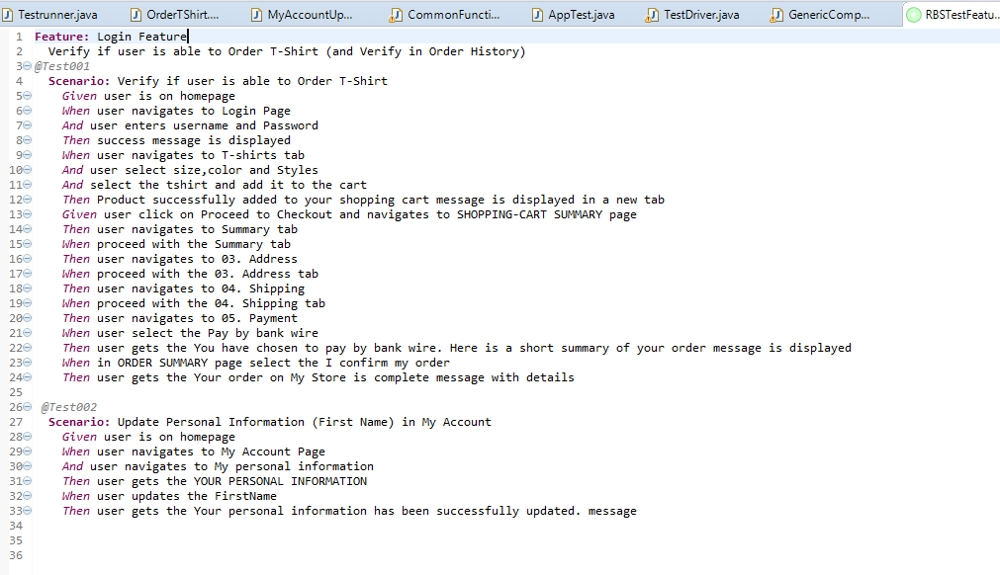 Testrunner.java OrderTShirt.... MyAccountUp... CommonFuncti... AppTest.java TestDriver.java GenericComp... RBSTestFeatu...
1 Feature: Login Feature
2 Verify if user is able to Order T-Shirt (and Verify in Order History)
3 @Test001
4 Scenario: Verify if user is able to Order T-Shirt
5 Given user is on homepage
6 When user navigates to Login Page
7 And user enters username and Password
8 Then success message is displayed
9 When user navigates to T-shirts tab
10 And user select size,color and Styles
11 And select the tshirt and add it to the cart
12 Then Product successfully added to your shopping cart message is displayed in a new tab
13 Given user click on Proceed to Checkout and navigates to SHOPPING-CART SUMMARY page
14 Then user navigates to Summary tab
15 When proceed with the Summary tab
16 Then user navigates to 03. Address
17 When proceed with the 03. Address tab
18 Then user navigates to 04. Shipping
19 When proceed with the 04. Shipping tab
20 Then user navigates to 05. Payment
21 When user select the Pay by bank wire
22 Then user gets the You have chosen to pay by bank wire. Here is a short summary of your order message is displayed
23 When in ORDER SUMMARY page select the I confirm my order
24 Then user gets the Your order on My Store is complete message with details
25
26 @Test002
27 Scenario: Update Personal Information (First Name) in My Account
28 Given user is on homepage
29 When user navigates to My Account Page
30 And user navigates to My personal information
31 Then user gets the YOUR PERSONAL INFORMATION
32 When user updates the FirstName
33 Then user gets the Your personal information has been successfully updated. message
34
35
36